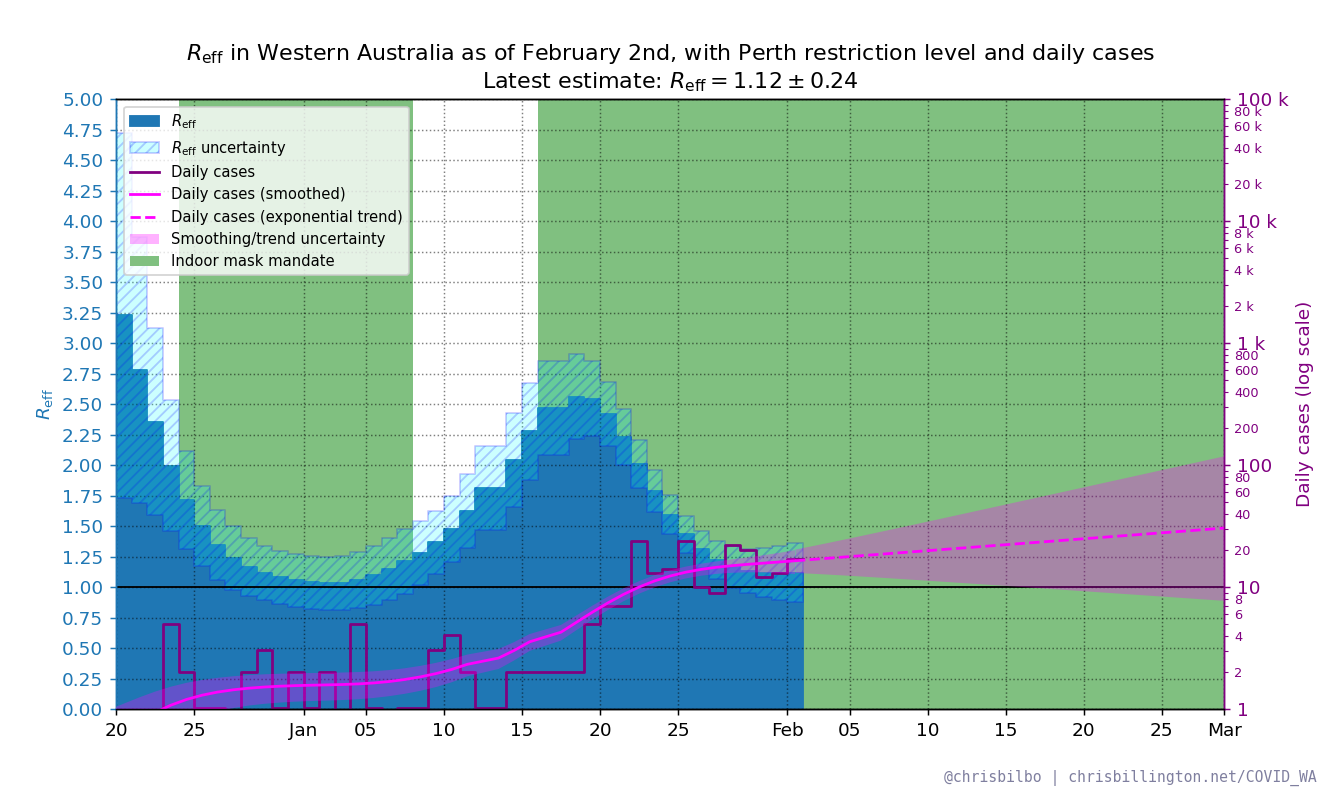 R_eff in Western Australia as of February 2nd, with Perth restriction level and daily cases
Latest estimate: R_eff = 1.12 ± 0.24
R_eff
R_eff uncertainty
Daily cases
Daily cases (smoothed)
Daily cases (exponential trend)
Smoothing/trend uncertainty
Indoor mask mandate
R_eff
5.00
4.75
4.50
4.25
4.00
3.75
3.50
3.25
3.00
2.75
2.50
2.25
2.00
1.75
1.50
1.25
1.00
0.75
0.50
0.25
0.00
100 k
80 k
60 k
40 k
20 k
10 k
8 k
6 k
4 k
2 k
1 k
800
600
400
200
100
80
60
40
20
10
8
6
4
2
1
Daily cases (log scale)
20 25 Jan 05 10 15 20 25 Feb 05 10 15 20 25 Mar
@chrisbilbo | chrisbillington.net/COVID_WA